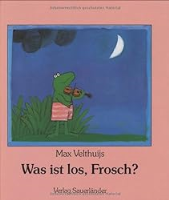 Max Velthuijs
Was ist los, Frosch?
Verlag Sauerländer